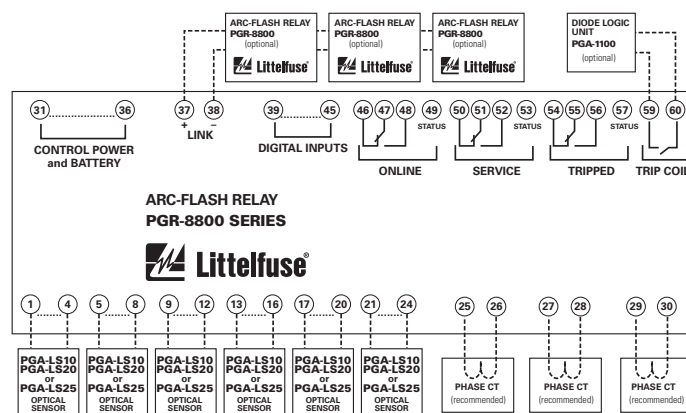 ARC-FLASH RELAY
PGR-8800
(optional)
Littelfuse
ARC-FLASH RELAY
PGR-8800
(optional)
Littelfuse
ARC-FLASH RELAY
PGR-8800
(optional)
Littelfuse
DIODE LOGIC
UNIT
PGA-1100
(optional)
31 36 37 38 39 45 46 47 48 49 50 51 52 53 54 55 56 57 59 60
+ –
LINK
STATUS STATUS STATUS
CONTROL POWER
and BATTERY
DIGITAL INPUTS
ONLINE SERVICE TRIPPED TRIP COIL
ARC-FLASH RELAY
PGR-8800 SERIES
Littelfuse®
1 4 5 8 9 12 13 16 17 20 21 24 25 26 27 28 29 30
PGA-LS10
PGA-LS20
or
PGA-LS25
OPTICAL
SENSOR
PGA-LS10
PGA-LS20
or
PGA-LS25
OPTICAL
SENSOR
PGA-LS10
PGA-LS20
or
PGA-LS25
OPTICAL
SENSOR
PGA-LS10
PGA-LS20
or
PGA-LS25
OPTICAL
SENSOR
PGA-LS10
PGA-LS20
or
PGA-LS25
OPTICAL
SENSOR
PGA-LS10
PGA-LS20
or
PGA-LS25
OPTICAL
SENSOR
PHASE CT
(recommended)
PHASE CT
(recommended)
PHASE CT
(recommended)